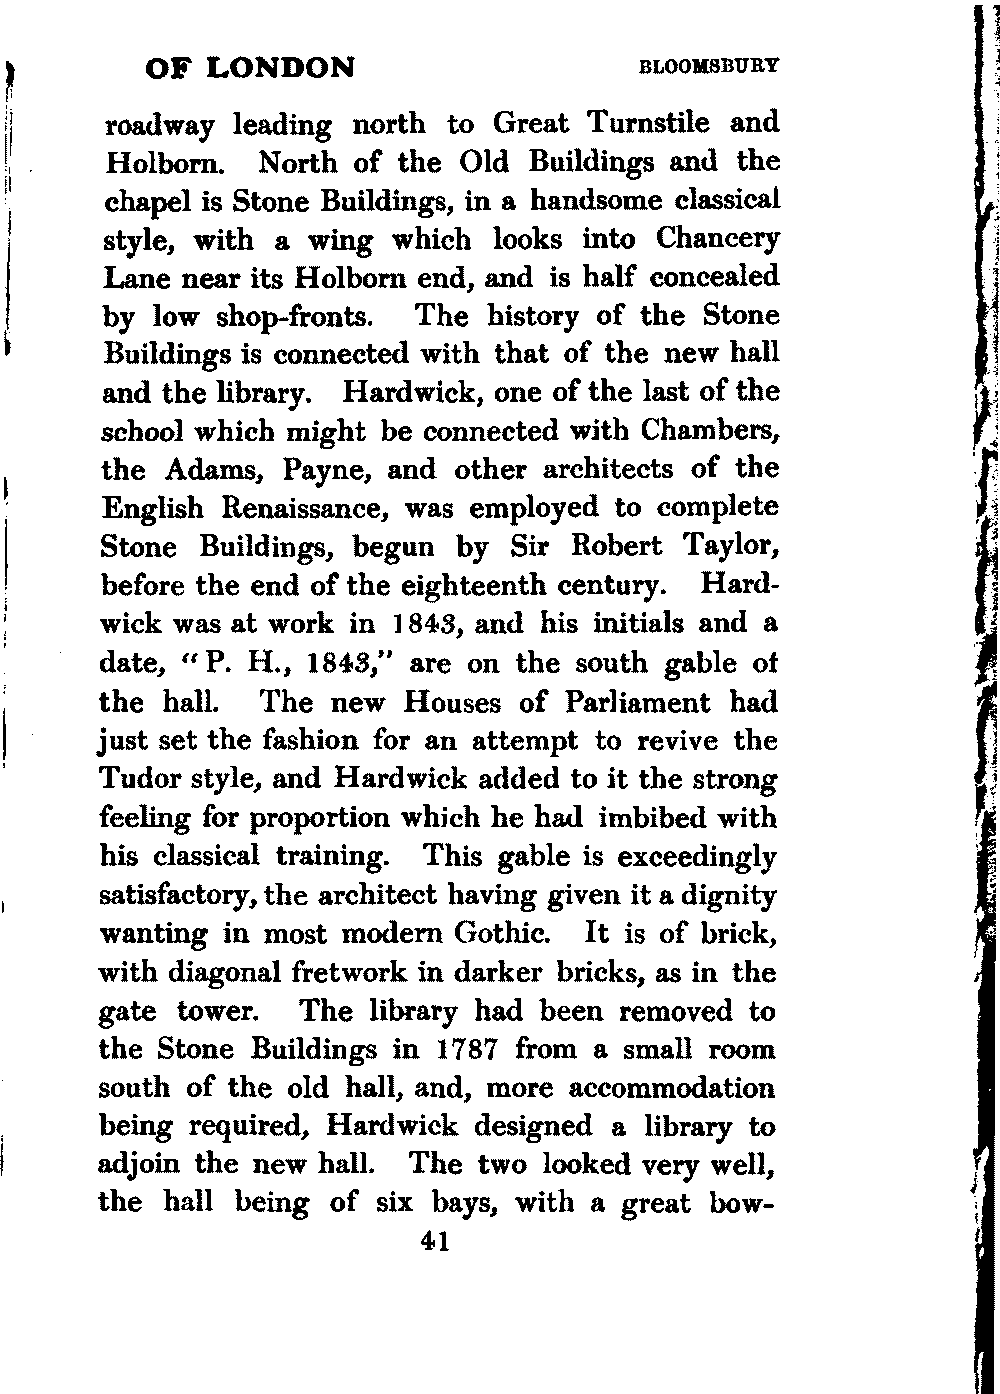 OF LONDON BLOOMSBURY
roadway leading north to Great Turnstile and
Holborn. North of the Old Buildings and the
chapel is Stone Buildings, in a handsome classical
style, with a wing which looks into Chancery
Lane near its Holborn end, and is half concealed
by low shop-fronts. The history of the Stone
Buildings is connected with that of the new hall
and the library. Hardwick, one of the last of the
school which might be connected with Chambers,
the Adams, Payne, and other architects of the
English Renaissance, was employed to complete
Stone Buildings, begun by Sir Robert Taylor,
before the end of the eighteenth century. Hard-
wick was at work in 1843, and his initials and a
date, “P. H., 1843,” are on the south gable of
the hall. The new Houses of Parliament had
just set the fashion for an attempt to revive the
Tudor style, and Hardwick added to it the strong
feeling for proportion which he had imbibed with
his classical training. This gable is exceedingly
satisfactory, the architect having given it a dignity
wanting in most modern Gothic. It is of brick,
with diagonal fretwork in darker bricks, as in the
gate tower. The library had been removed to
the Stone Buildings in 1787 from a small room
south of the old hall, and, more accommodation
being required, Hardwick designed a library to
adjoin the new hall. The two looked very well,
the hall being of six bays, with a great bow-
41